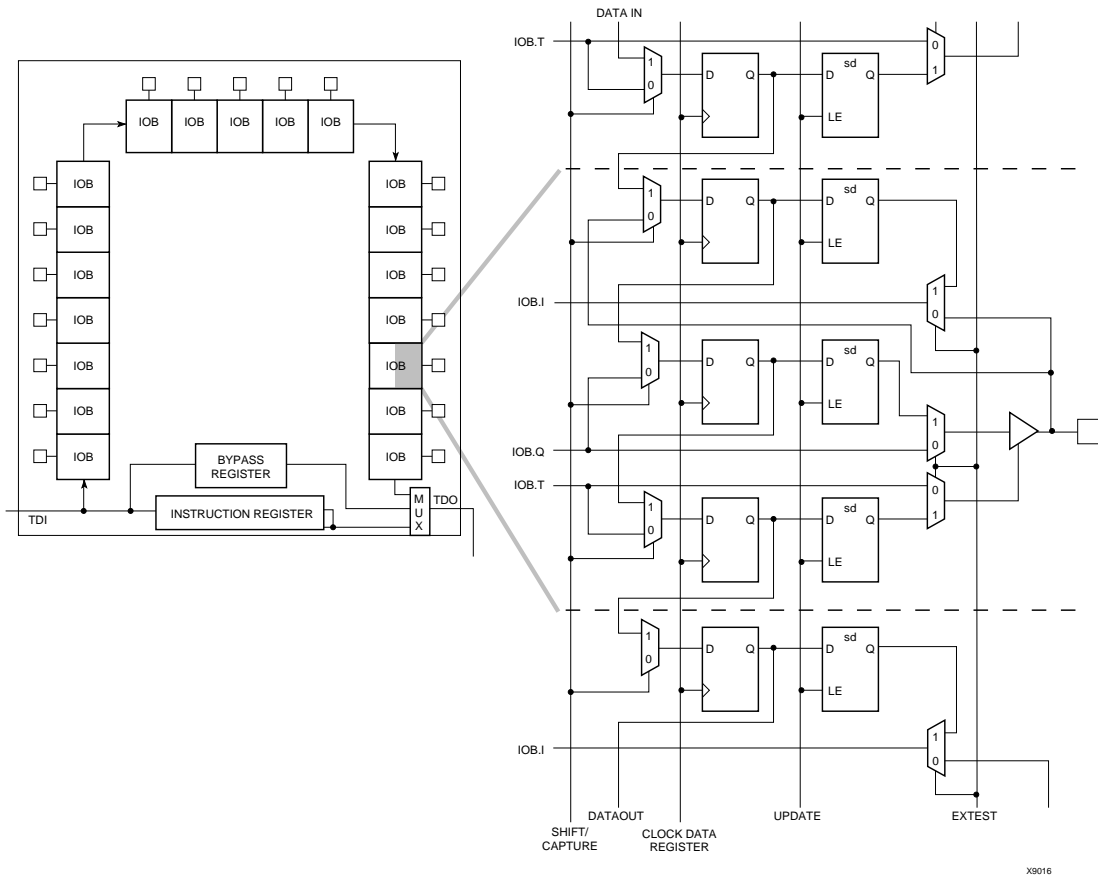 IOB IOB IOB IOB IOB
IOB
IOB
IOB
IOB
IOB
IOB
IOB
IOB
IOB
IOB
IOB
IOB
IOB
IOB
BYPASS
REGISTER
INSTRUCTION REGISTER
TDI
M
U
X
TDO
DATA IN
IOB.T
1
0
D Q
D sd Q
LE
0
1
1
0
D Q
D sd Q
LE
IOB.I
1
0
1
0
D Q
D sd Q
LE
1
0
IOB.Q
IOB.T
0
1
1
0
D Q
D sd Q
LE
1
0
D Q
D sd Q
LE
IOB.I
1
0
DATAOUT
UPDATE
EXTEST
SHIFT/
CAPTURE
CLOCK DATA
REGISTER
X9016